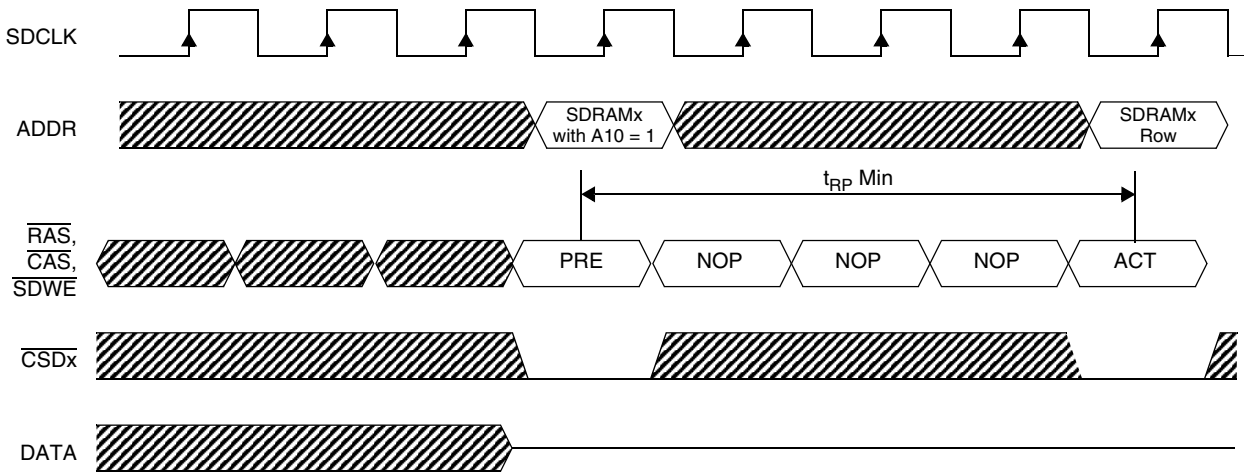 SDCLK
ADDR
SDRAMx
with A10 = 1
SDRAMx
Row
tRP Min
RAS,
CAS,
SDWE
PRE
NOP
NOP
NOP
ACT
CSDx
DATA